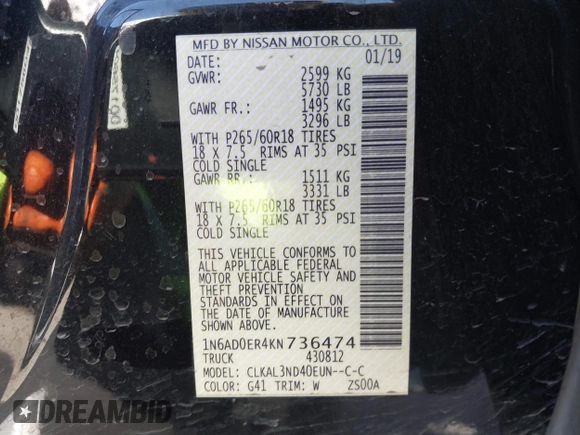 MFD BY NISSAN MOTOR CO., LTD.
DATE: 01/19
GVWR: 2599 KG
5730 LB
GAWR FR.: 1495 KG
3296 LB
WITH P265/60R18 TIRES
18 X 7.5 RIMS AT 35 PSI
COLD SINGLE
GAWR RR.: 1511 KG
3331 LB
WITH P265/60R18 TIRES
18 X 7.5 RIMS AT 35 PSI
COLD SINGLE
THIS VEHICLE CONFORMS TO
ALL APPLICABLE FEDERAL
MOTOR VEHICLE SAFETY AND
THEFT PREVENTION
STANDARDS IN EFFECT ON
THE DATE OF MANUFACTURE
SHOWN ABOVE.
1N6AD0ER4KN736474
TRUCK 430812
MODEL: CLKAL3ND40EUN--C-C
COLOR: G41 TRIM: W ZS00A
DREAMBID